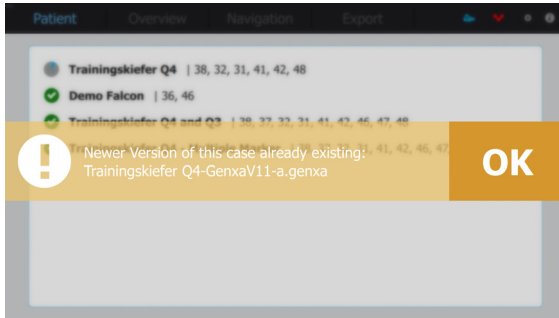 Patient Overview Navigation Export
Trainingskiefer Q4 | 38, 32, 31, 41, 42, 48
Demo Falcon | 36, 46
Trainingskiefer Q4 and Q3 | 38, 37, 32, 31, 41, 42, 46, 47, 48
Newer Version of this case already existing:
Trainingskiefer Q4-GenxaV11-a.genxa
OK